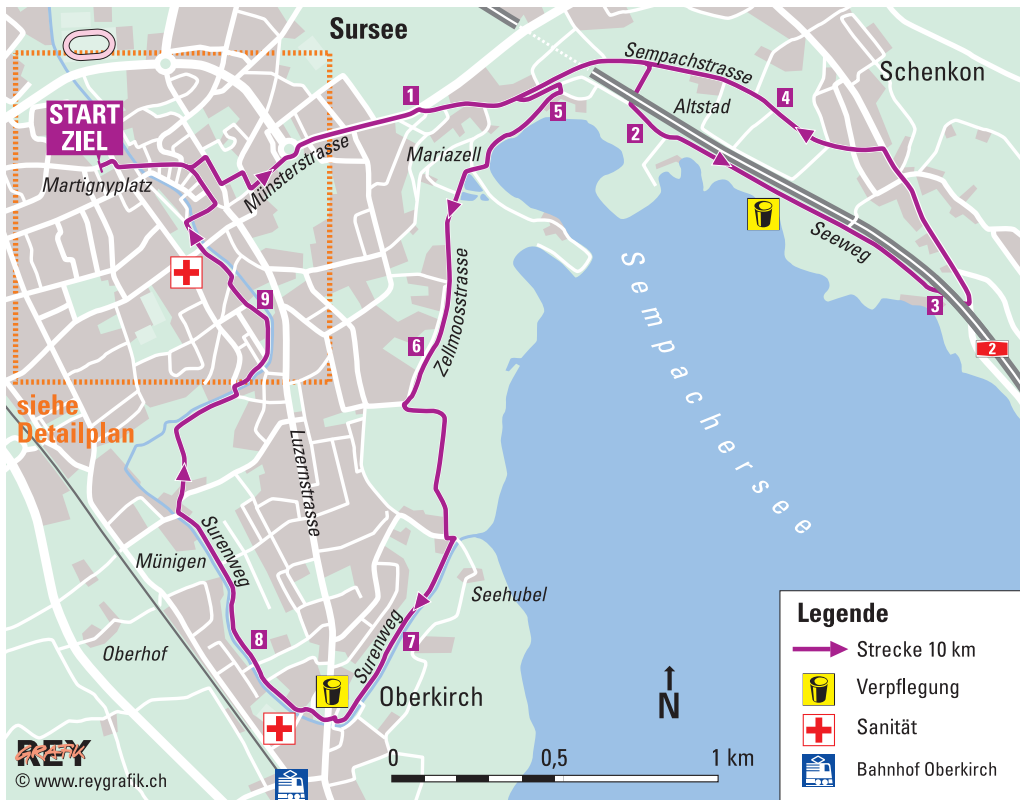 Sursee
Sempachstrasse
Schenkon
START
ZIEL
1
4
Altstad
5
2
Mariazell
Münsterstrasse
Martignyplatz
Seeweg
Sempachersee
9
3
6
Zellmoosstrasse
2
siehe
Detailplan
Luzernstrasse
Surenweg
Münigen
Seehubel
8
7
Surenweg
Oberhof
Oberkirch
N
0 0,5 1 km
REY
GRAFIK
© www.reygrafik.ch
Legende
Strecke 10 km
Verpflegung
Sanität
Bahnhof Oberkirch